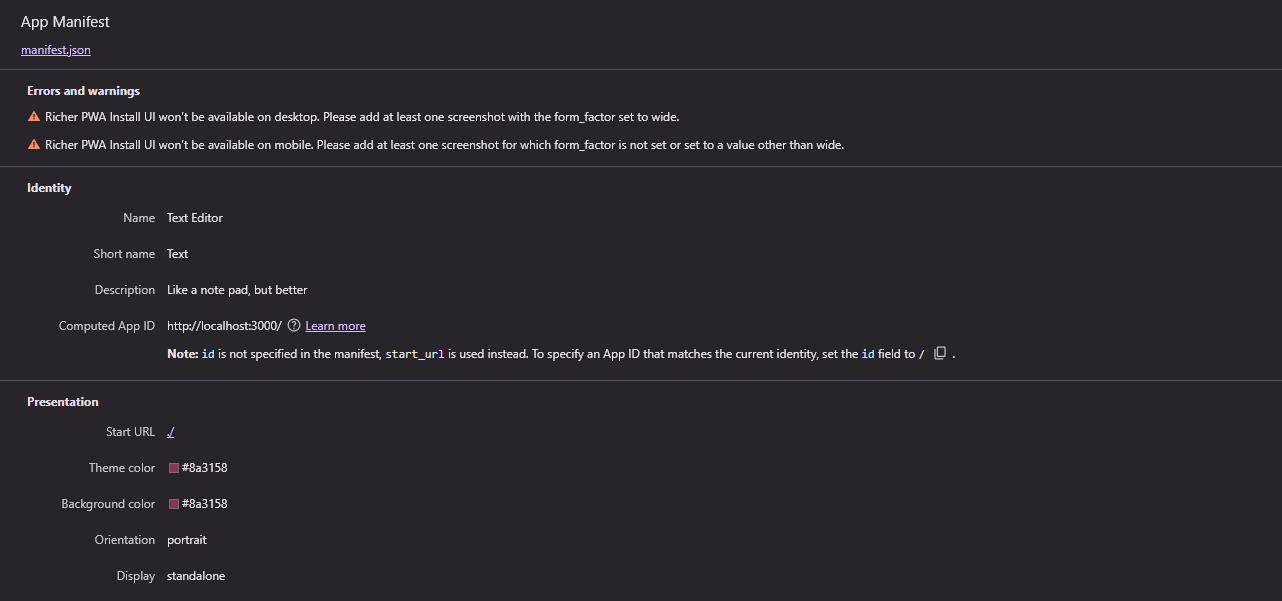 App Manifest
manifest.json
Errors and warnings
Richer PWA Install UI won't be available on desktop. Please add at least one screenshot with the form_factor set to wide.
Richer PWA Install UI won't be available on mobile. Please add at least one screenshot for which form_factor is not set or set to a value other than wide.
Identity
Name Text Editor
Short name Text
Description Like a note pad, but better
Computed App ID http://localhost:3000/ ? Learn more
Note: id is not specified in the manifest, start_url is used instead. To specify an App ID that matches the current identity, set the id field to / .
Presentation
Start URL ./
Theme color #8a3158
Background color #8a3158
Orientation portrait
Display standalone